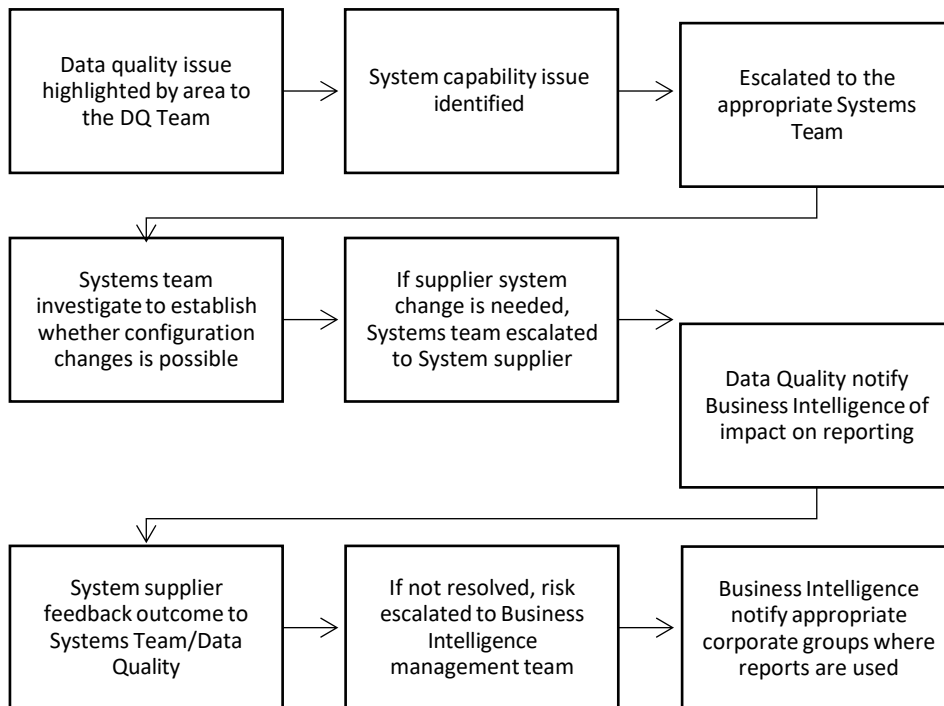 Data quality issue
highlighted by area to
the DQ Team
System capability issue
identified
Escalated to the
appropriate Systems
Team
Systems team
investigate to establish
whether configuration
changes is possible
If supplier system
change is needed,
Systems team escalated
to System supplier
Data Quality notify
Business Intelligence of
impact on reporting
System supplier
feedback outcome to
Systems Team/Data
Quality
If not resolved, risk
escalated to Business
Intelligence
management team
Business Intelligence
notify appropriate
corporate groups where
reports are used